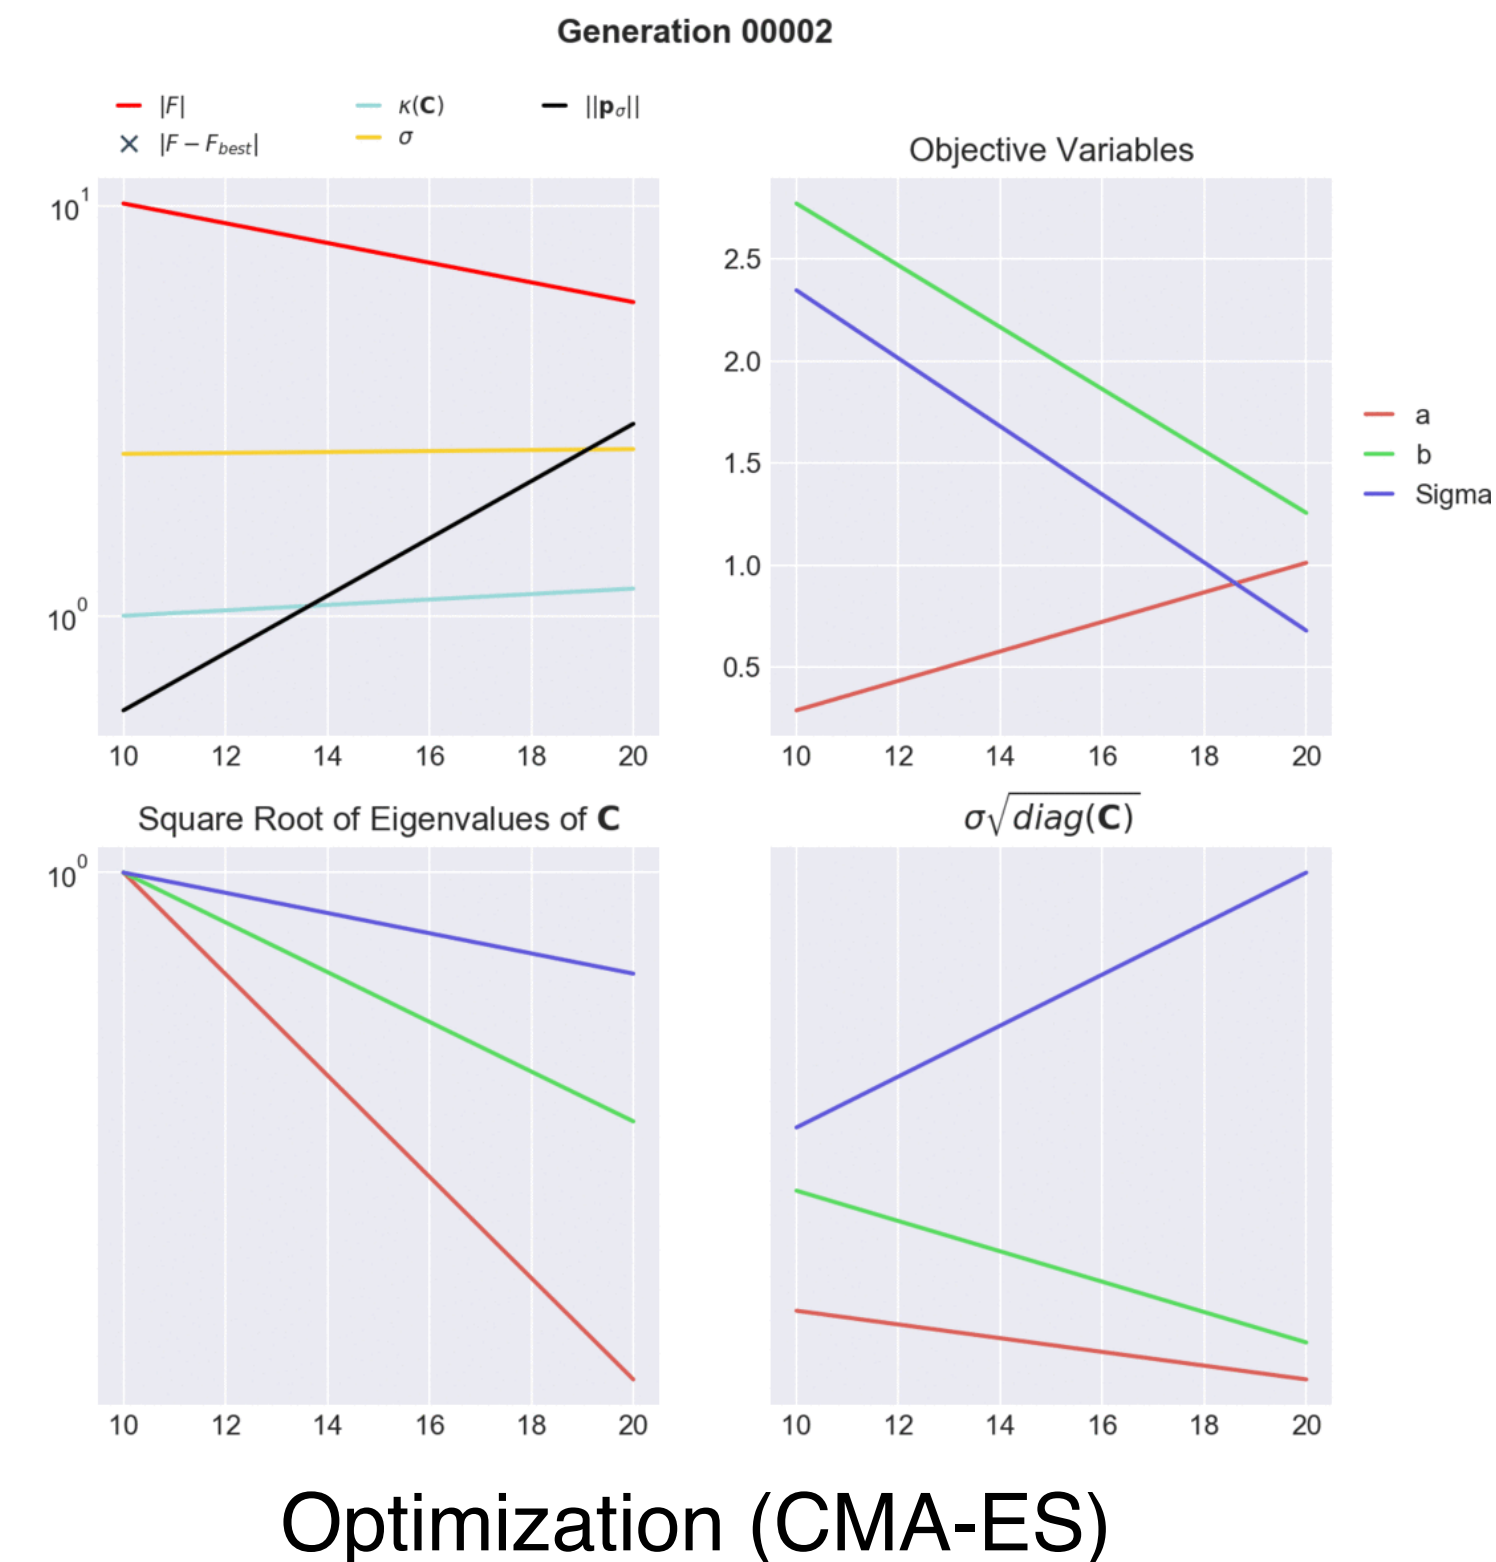 Generation 00002
|F|
|F − F_best|
κ(C)
σ
||p_σ||
10^1
10^0
10 12 14 16 18 20
Objective Variables
2.5
2.0
1.5
1.0
0.5
10 12 14 16 18 20
a
b
Sigma
Square Root of Eigenvalues of C
10^0
10 12 14 16 18 20
σ√diag(C)
10 12 14 16 18 20
Optimization (CMA-ES)